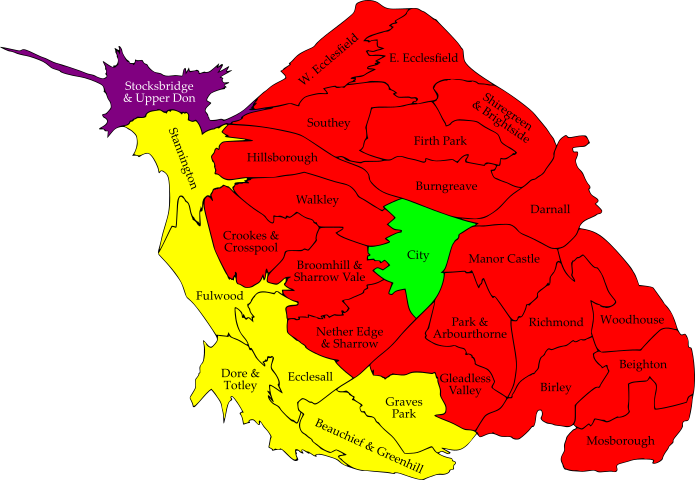 W. Ecclesfield
E. Ecclesfield
Stocksbridge
& Upper Don
Shiregreen
& Brightside
Southey
Firth Park
Stannington
Hillsborough
Burngreave
Walkley
Darnall
Crookes &
Crosspool
City
Manor Castle
Broomhill &
Sharrow Vale
Fulwood
Nether Edge
& Sharrow
Park &
Arbourthorne
Richmond
Woodhouse
Beighton
Dore &
Totley
Ecclesall
Gleadless
Valley
Birley
Graves
Park
Beauchief & Greenhill
Mosborough